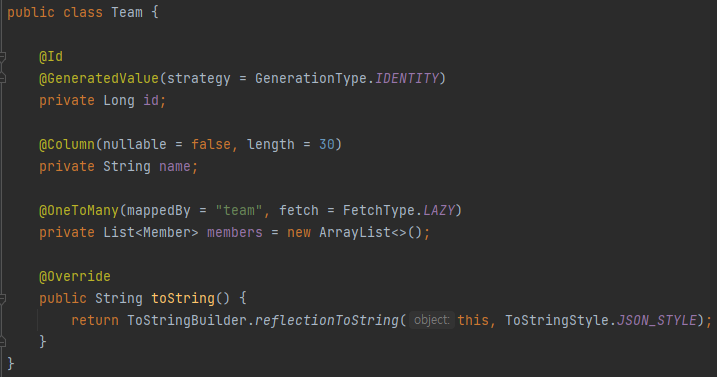 public class Team {
@Id
@GeneratedValue(strategy = GenerationType.IDENTITY)
private Long id;
@Column(nullable = false, length = 30)
private String name;
@OneToMany(mappedBy = "team", fetch = FetchType.LAZY)
private List<Member> members = new ArrayList<>();
@Override
public String toString() {
return ToStringBuilder.reflectionToString( object: this, ToStringStyle.JSON_STYLE);
}
}